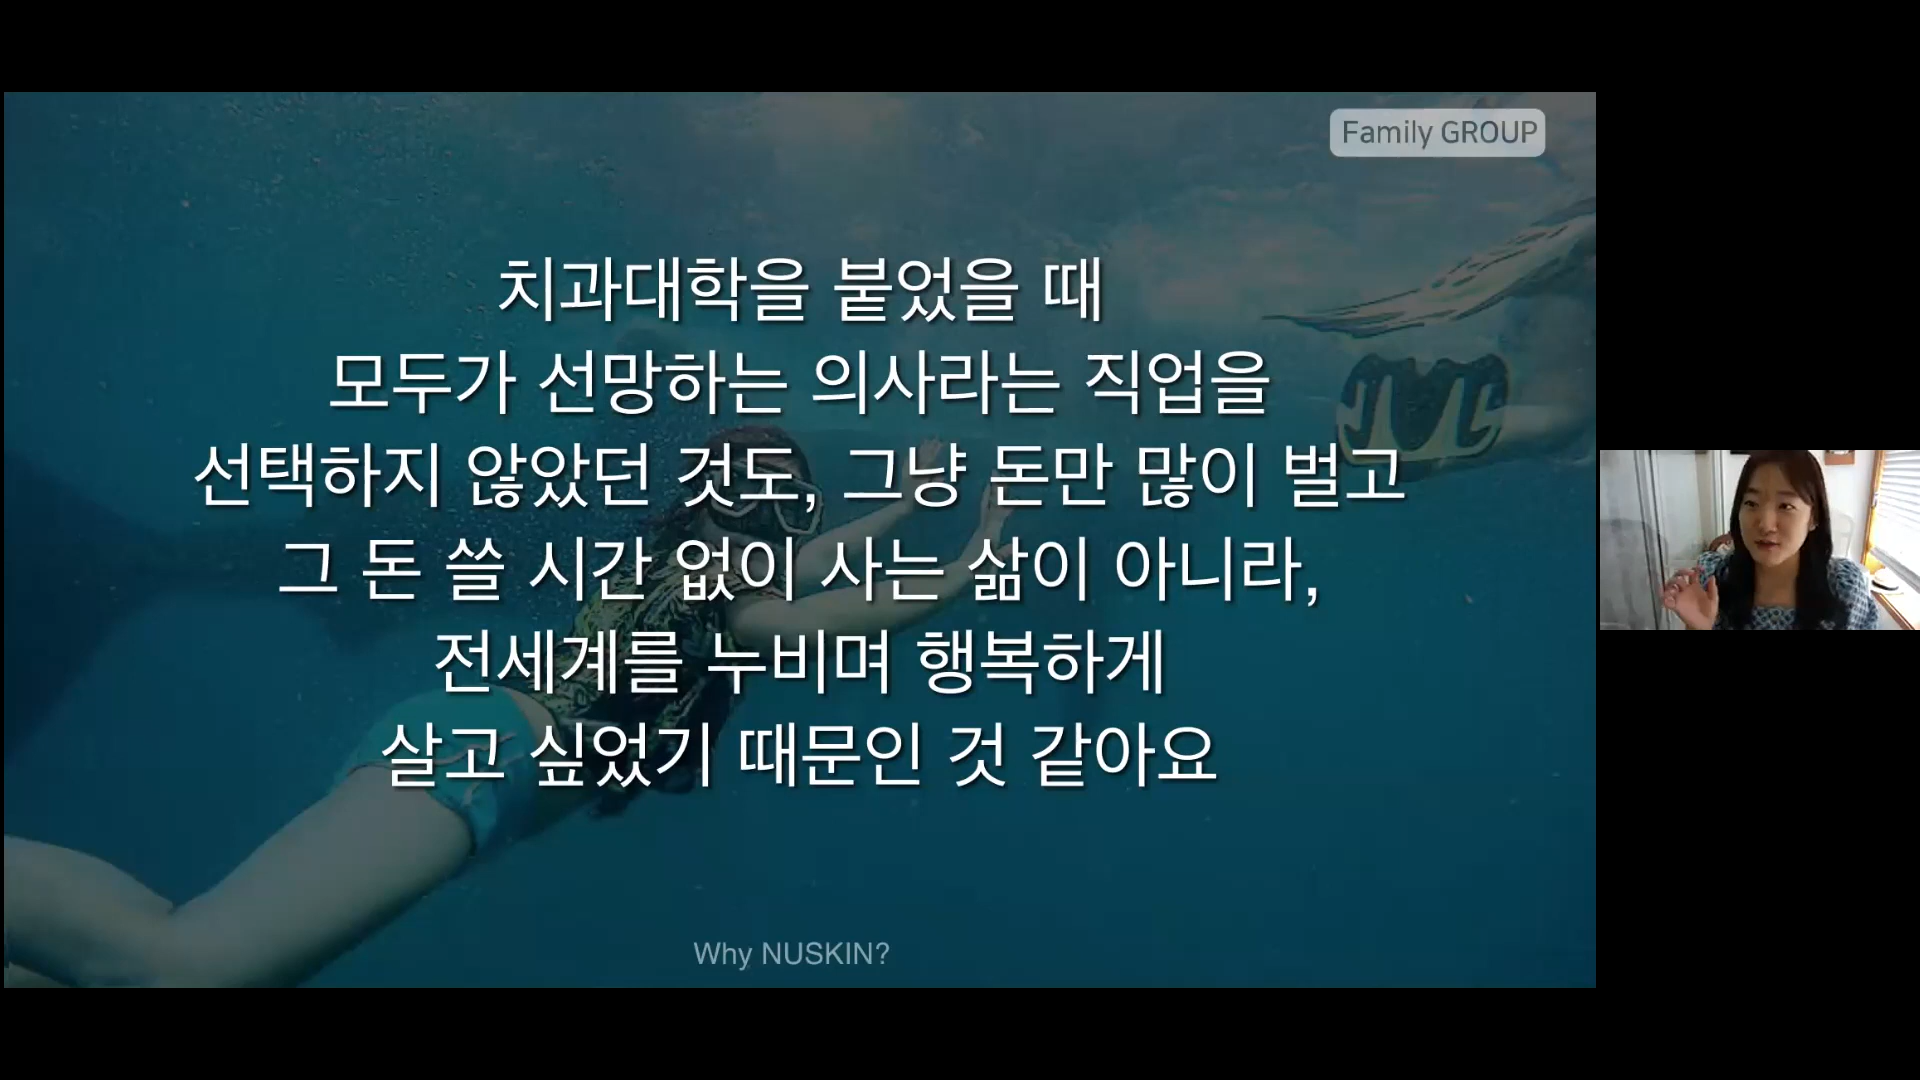 Family GROUP
치과대학을 붙었을 때
모두가 선망하는 의사라는 직업을
선택하지 않았던 것도, 그냥 돈만 많이 벌고
그 돈 쓸 시간 없이 사는 삶이 아니라,
전세계를 누비며 행복하게
살고 싶었기 때문인 것 같아요
Why NUSKIN?